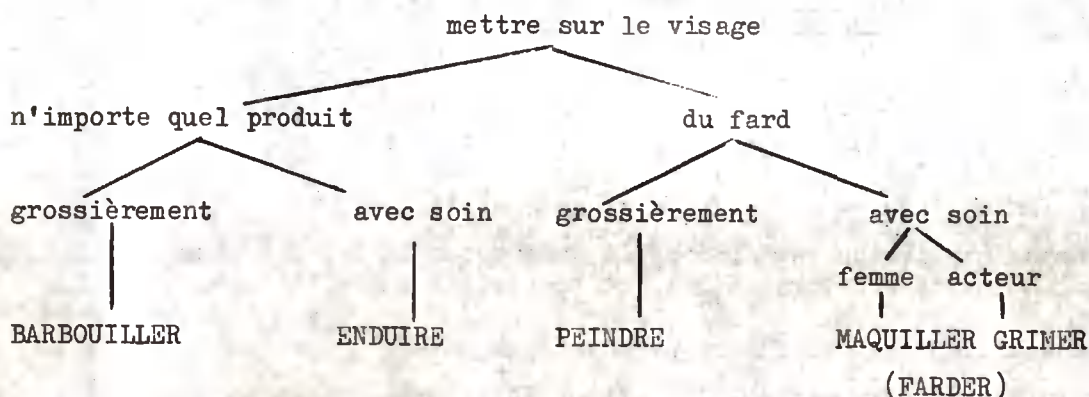 mettre sur le visage
n'importe quel produit du fard
grossièrement avec soin grossièrement avec soin
femme acteur
BARBOUILLER ENDUIRE PEINDRE MAQUILLER GRIMER
(FARDER)